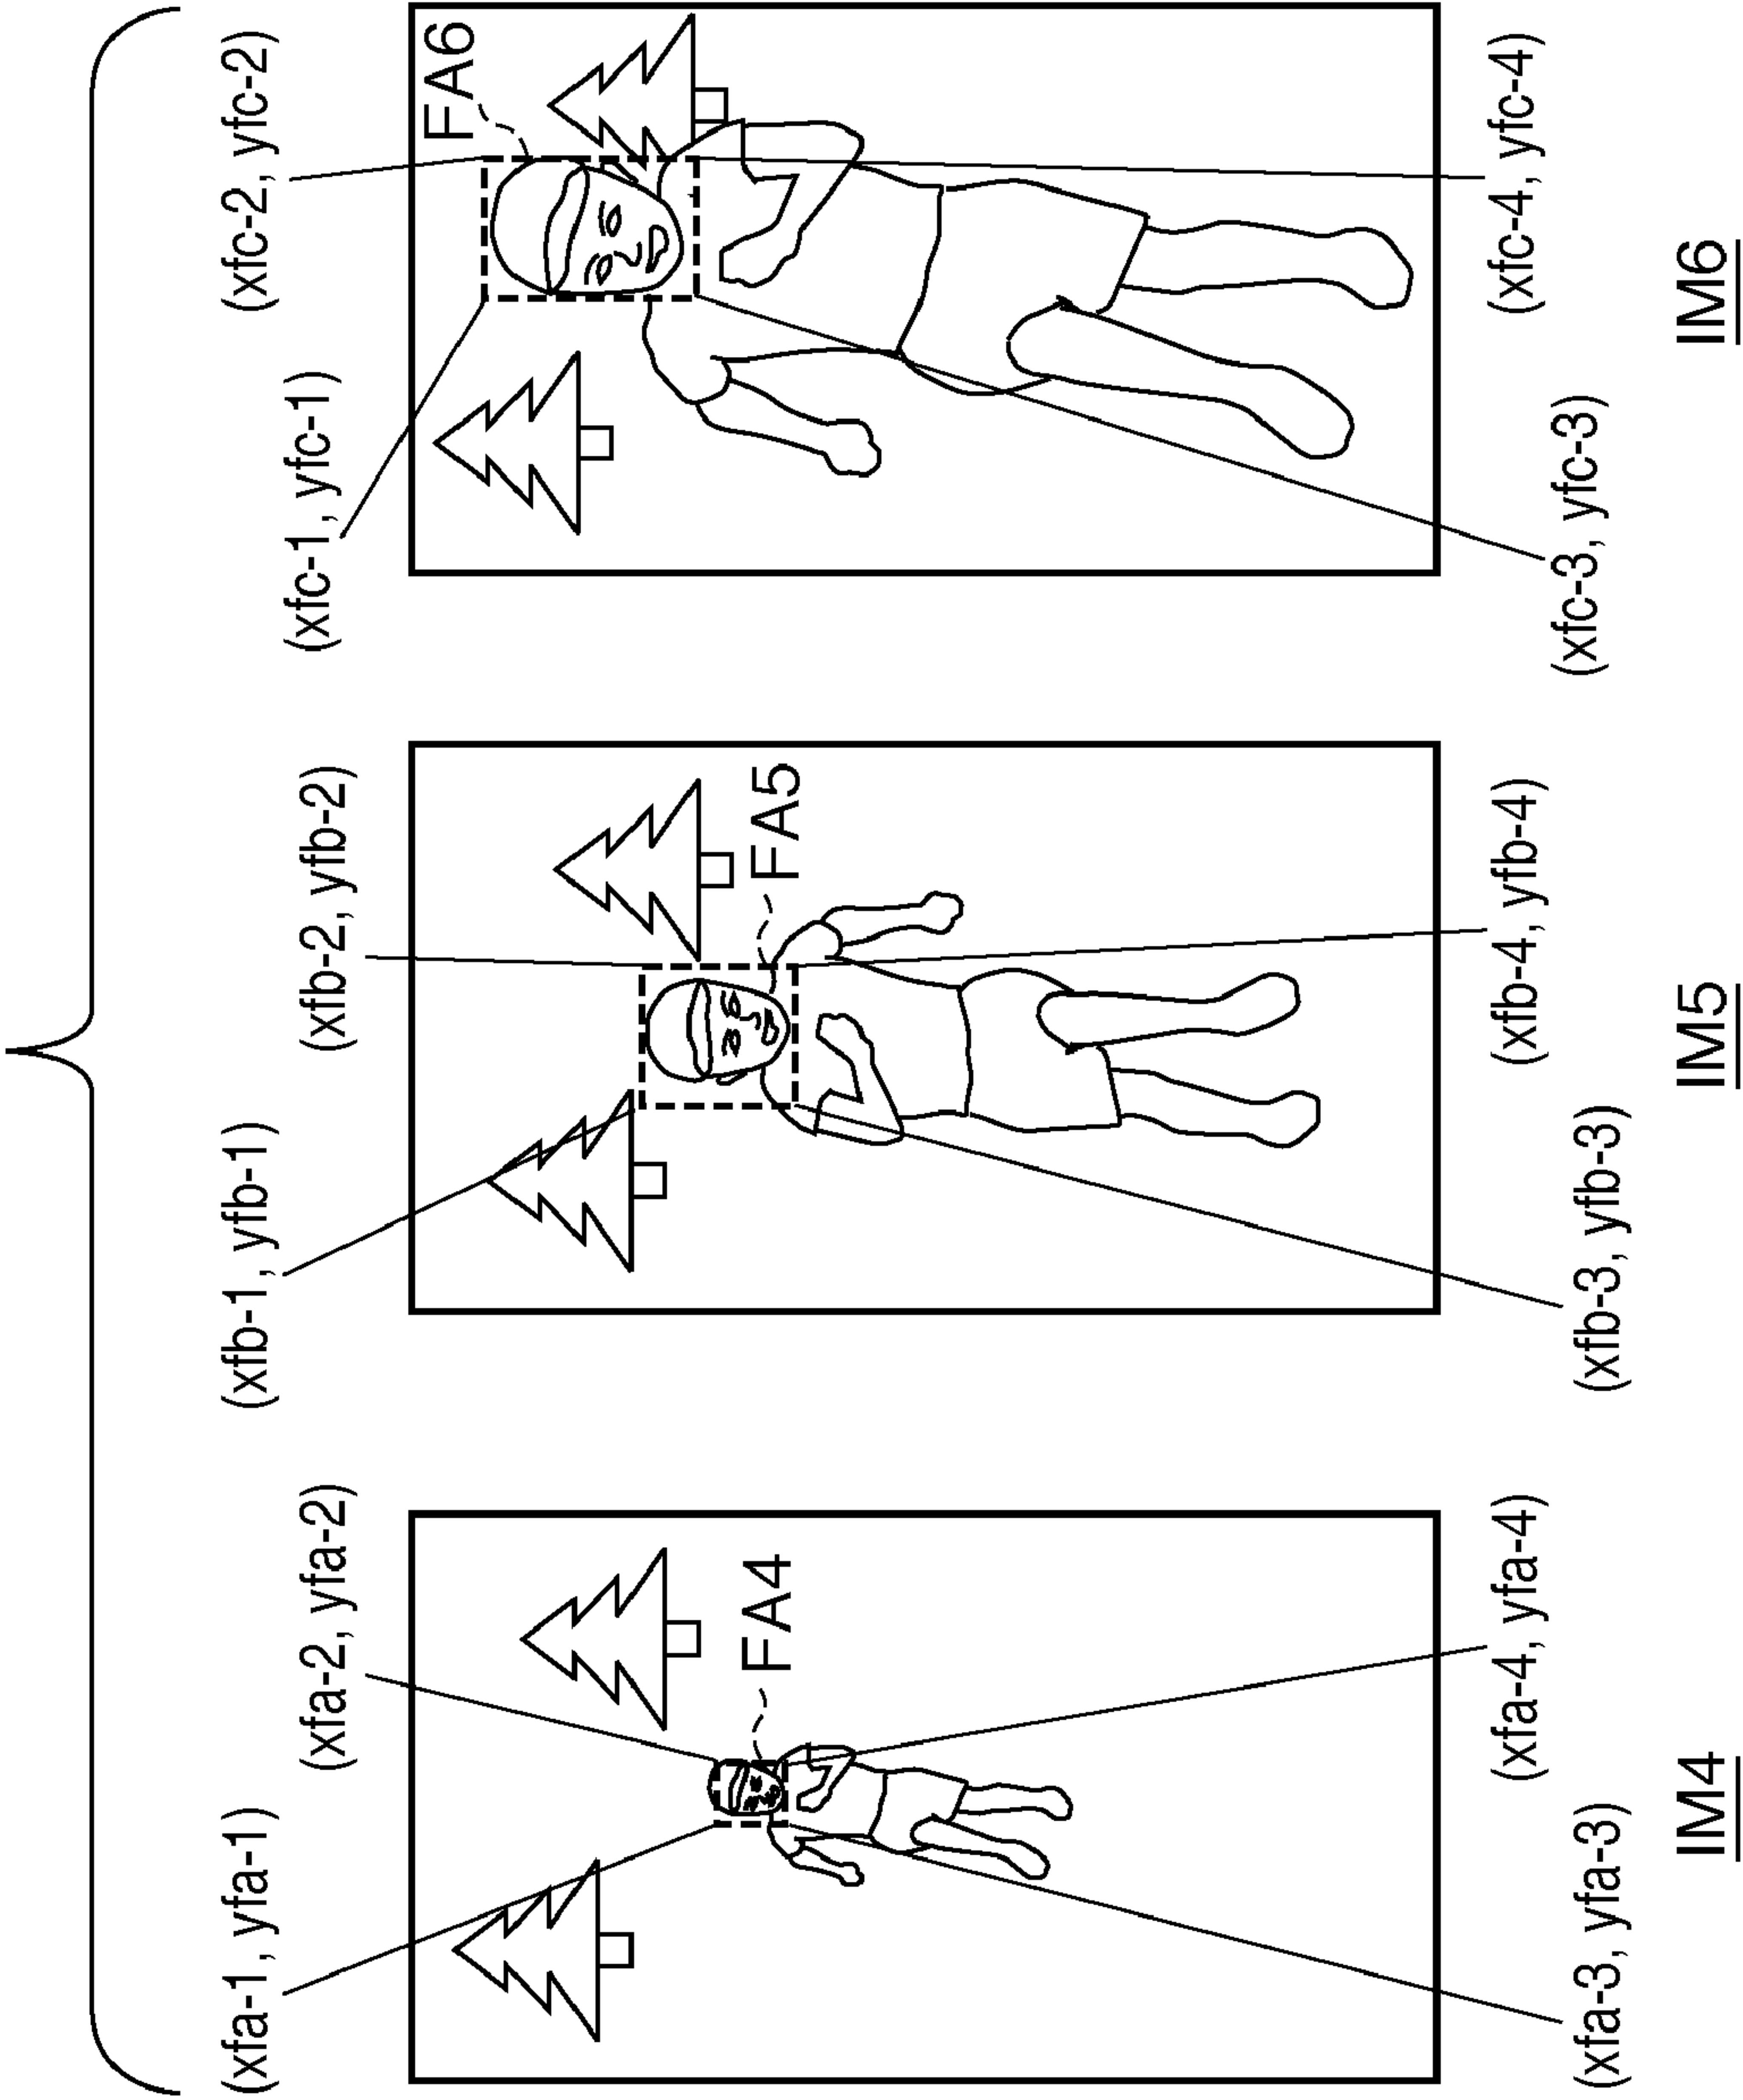 (xfa-1, yfa-1)
(xfa-2, yfa-2)
FA4
(xfa-3, yfa-3)
(xfa-4, yfa-4)
IM4
(xfb-1, yfb-1)
(xfb-2, yfb-2)
FA5
(xfb-3, yfb-3)
(xfb-4, yfb-4)
IM5
(xfc-1, yfc-1)
(xfc-2, yfc-2)
FA6
(xfc-3, yfc-3)
(xfc-4, yfc-4)
IM6